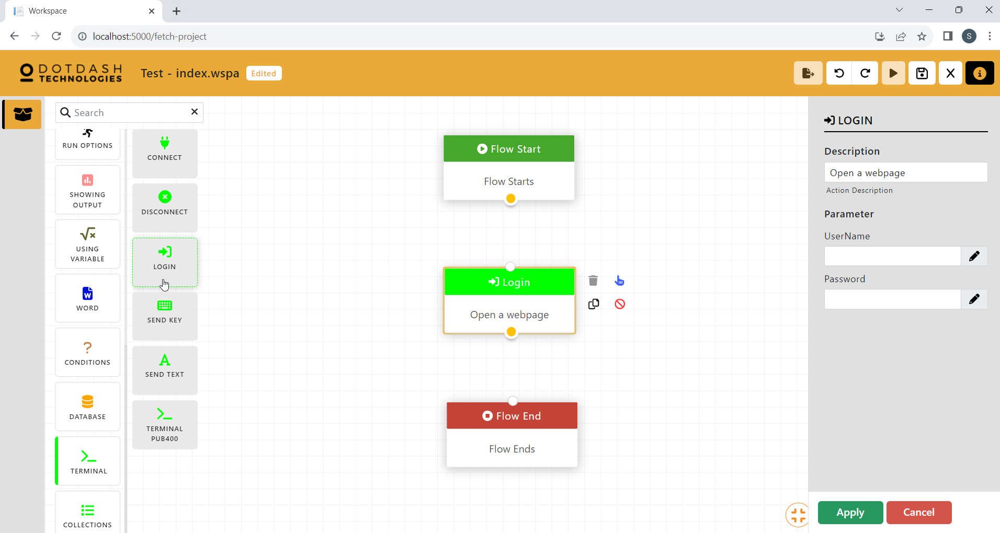 Workspace
localhost:5000/fetch-project
S
DOTDASH
TECHNOLOGIES
Test - index.wspa
Edited
Search
RUN OPTIONS
SHOWING
OUTPUT
USING
VARIABLE
W
WORD
CONDITIONS
DATABASE
TERMINAL
COLLECTIONS
CONNECT
DISCONNECT
LOGIN
SEND KEY
SEND TEXT
TERMINAL
PUB400
Flow Start
Flow Starts
Login
Open a webpage
Flow End
Flow Ends
LOGIN
Description
Open a webpage
Action Description
Parameter
UserName
Password
Apply
Cancel